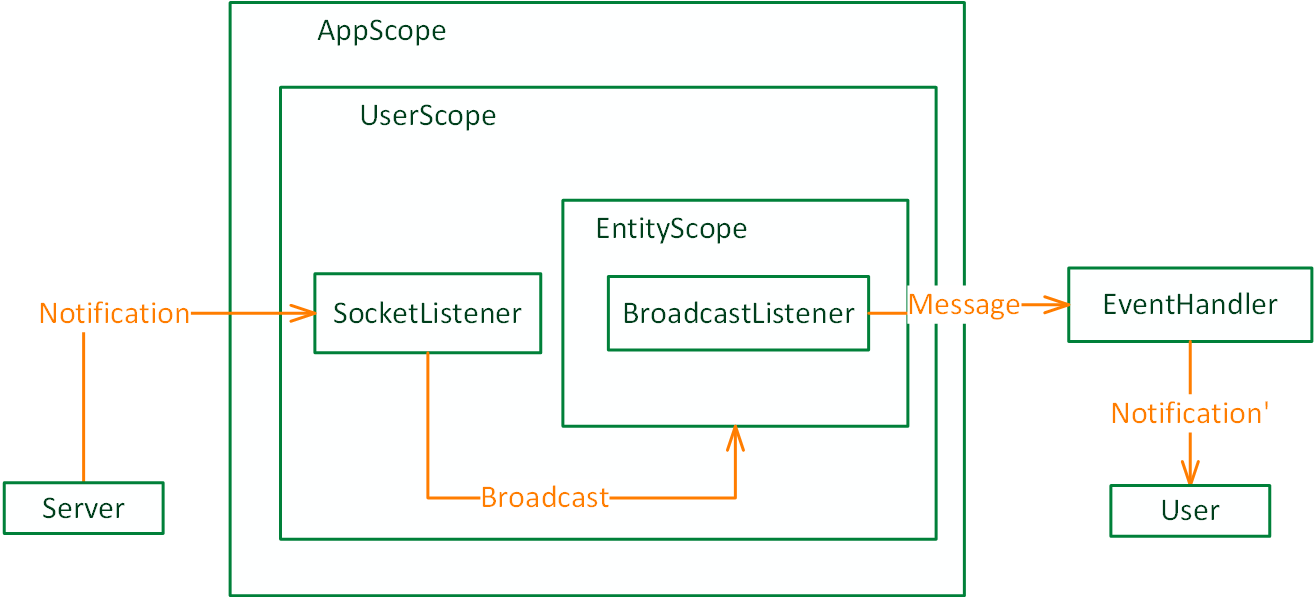 AppScope
UserScope
EntityScope
Notification
SocketListener
BroadcastListener
Message
EventHandler
Notification'
Broadcast
Server
User